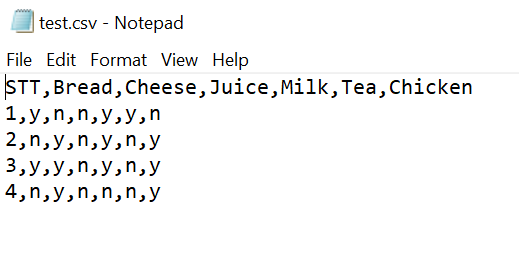 test.csv - Notepad
File Edit Format View Help
STT,Bread,Cheese,Juice,Milk,Tea,Chicken
1,y,n,n,y,y,n
2,n,y,n,y,n,y
3,y,y,n,y,n,y
4,n,y,n,n,n,y